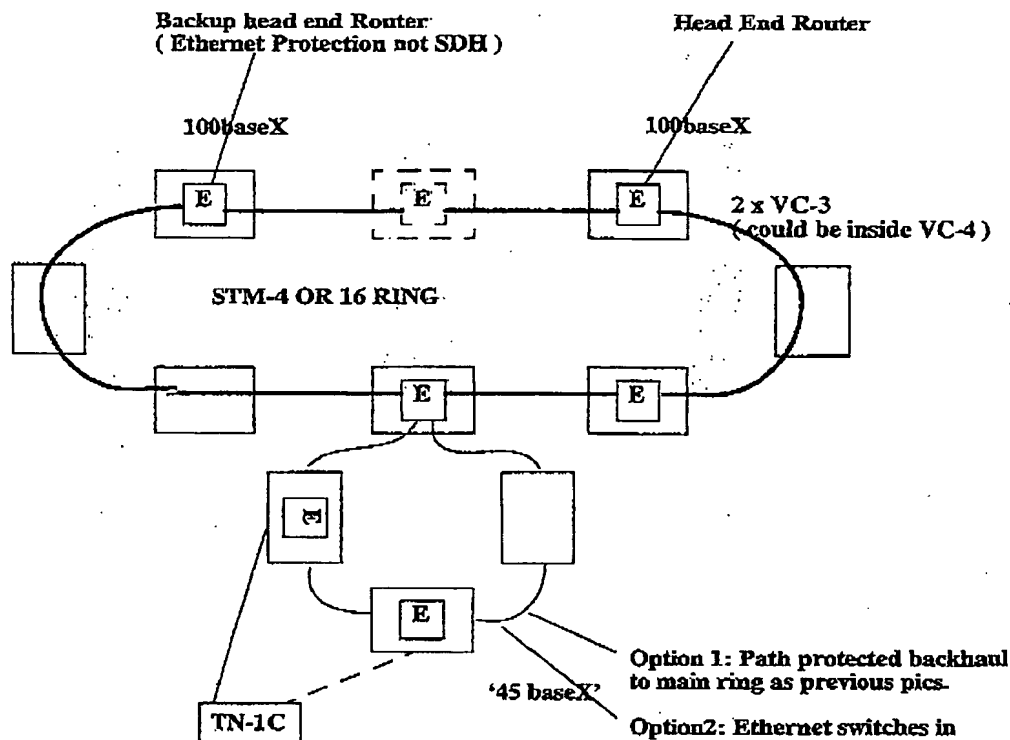 Backup head end Router
( Ethernet Protection not SDH )
Head End Router
100baseX
100baseX
E
E
E
2 x VC-3
( could be inside VC-4 )
STM-4 OR 16 RING
E
E
E
E
Option 1: Path protected backhaul
to main ring as previous pics.
'45 baseX'
TN-1C
Option2: Ethernet switches in